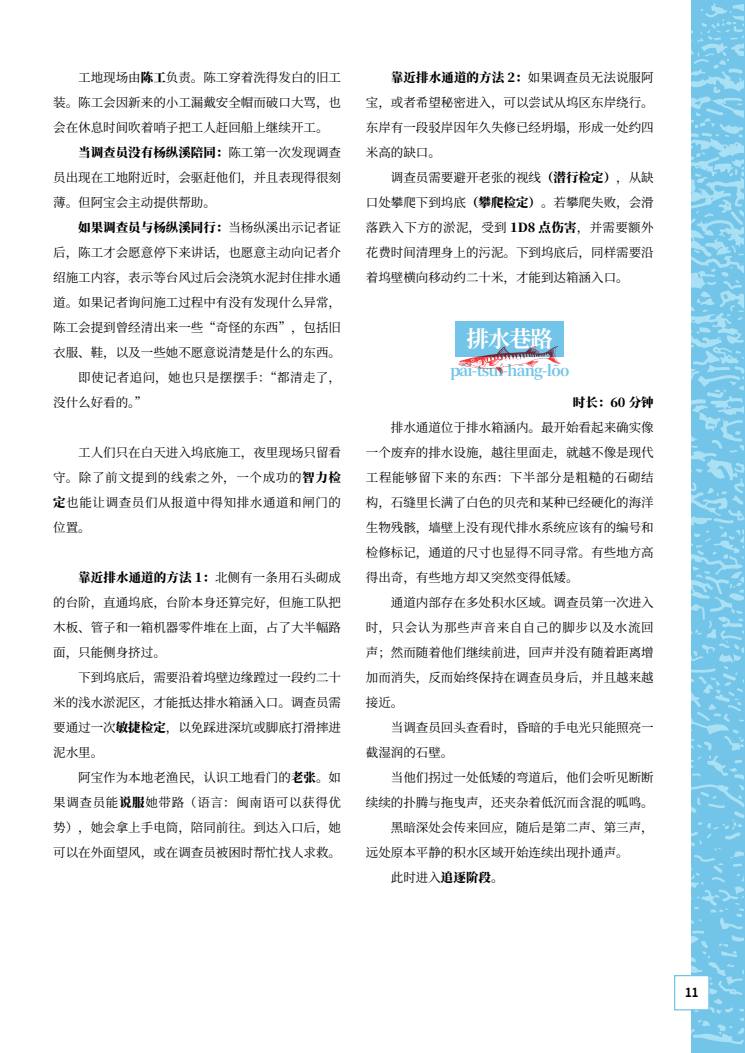 工地现场由陈工负责。陈工穿着洗得发白的旧工
装。陈工会因新来的小工漏戴安全帽而破口大骂，也
会在休息时间吹着哨子把工人赶回船上继续开工。
当调查员没有杨纵溪陪同：陈工第一次发现调查
员出现在工地附近时，会驱赶他们，并且表现得很刻
薄。但阿宝会主动提供帮助。
如果调查员与杨纵溪同行：当杨纵溪出示记者证
后，陈工才会愿意停下来讲话，也愿意主动向记者介
绍施工内容，表示等台风过后会浇筑水泥封住排水通
道。如果记者询问施工过程中有没有发现什么异常，
陈工会提到曾经清出来一些“奇怪的东西”，包括旧
衣服、鞋，以及一些她不愿意说清楚是什么的东西。
即使记者追问，她也只是摆摆手：“都清走了，
没什么好看的。”
工人们只在白天进入坞底施工，夜里现场只留看
守。除了前文提到的线索之外，一个成功的智力检
定也能让调查员们从报道中得知排水通道和闸门的
位置。
靠近排水通道的方法 1：北侧有一条用石头砌成
的台阶，直通坞底，台阶本身还算完好，但施工队把
木板、管子和一箱机器零件堆在上面，占了大半幅路
面，只能侧身挤过。
下到坞底后，需要沿着坞壁边缘蹚过一段约二十
米的浅水淤泥区，才能抵达排水箱涵入口。调查员需
要通过一次敏捷检定，以免踩进深坑或脚底打滑摔进
泥水里。
阿宝作为本地老渔民，认识工地看门的老张。如
果调查员能说服她带路（语言：闽南语可以获得优
势），她会拿上手电筒，陪同前往。到达入口后，她
可以在外面望风，或在调查员被困时帮忙找人求救。
靠近排水通道的方法 2：如果调查员无法说服阿
宝，或者希望秘密进入，可以尝试从坞区东岸绕行。
东岸有一段驳岸因年久失修已经坍塌，形成一处约四
米高的缺口。
调查员需要避开老张的视线（潜行检定），从缺
口处攀爬下到坞底（攀爬检定）。若攀爬失败，会滑
落跌入下方的淤泥，受到 1D8 点伤害，并需要额外
花费时间清理身上的污泥。下到坞底后，同样需要沿
着坞壁横向移动约二十米，才能到达箱涵入口。
排水巷路
pai-tsuí-hāng-lōo
时长：60 分钟
排水通道位于排水箱涵内。最开始看起来确实像
一个废弃的排水设施，越往里面走，就越不像是现代
工程能够留下来的东西：下半部分是粗糙的石砌结
构，石缝里长满了白色的贝壳和某种已经硬化的海洋
生物残骸，墙壁上没有现代排水系统应该有的编号和
检修标记，通道的尺寸也显得不同寻常。有些地方高
得出奇，有些地方却又突然变得低矮。
通道内部存在多处积水区域。调查员第一次进入
时，只会认为那些声音来自自己的脚步以及水流回
声；然而随着他们继续前进，回声并没有随着距离增
加而消失，反而始终保持在调查员身后，并且越来越
接近。
当调查员回头查看时，昏暗的手电光只能照亮一
截湿润的石壁。
当他们拐过一处低矮的弯道后，他们会听见断断
续续的扑腾与拖曳声，还夹杂着低沉而含混的呱鸣。
黑暗深处会传来回应，随后是第二声、第三声，
远处原本平静的积水区域开始连续出现扑通声。
此时进入追逐阶段。
11